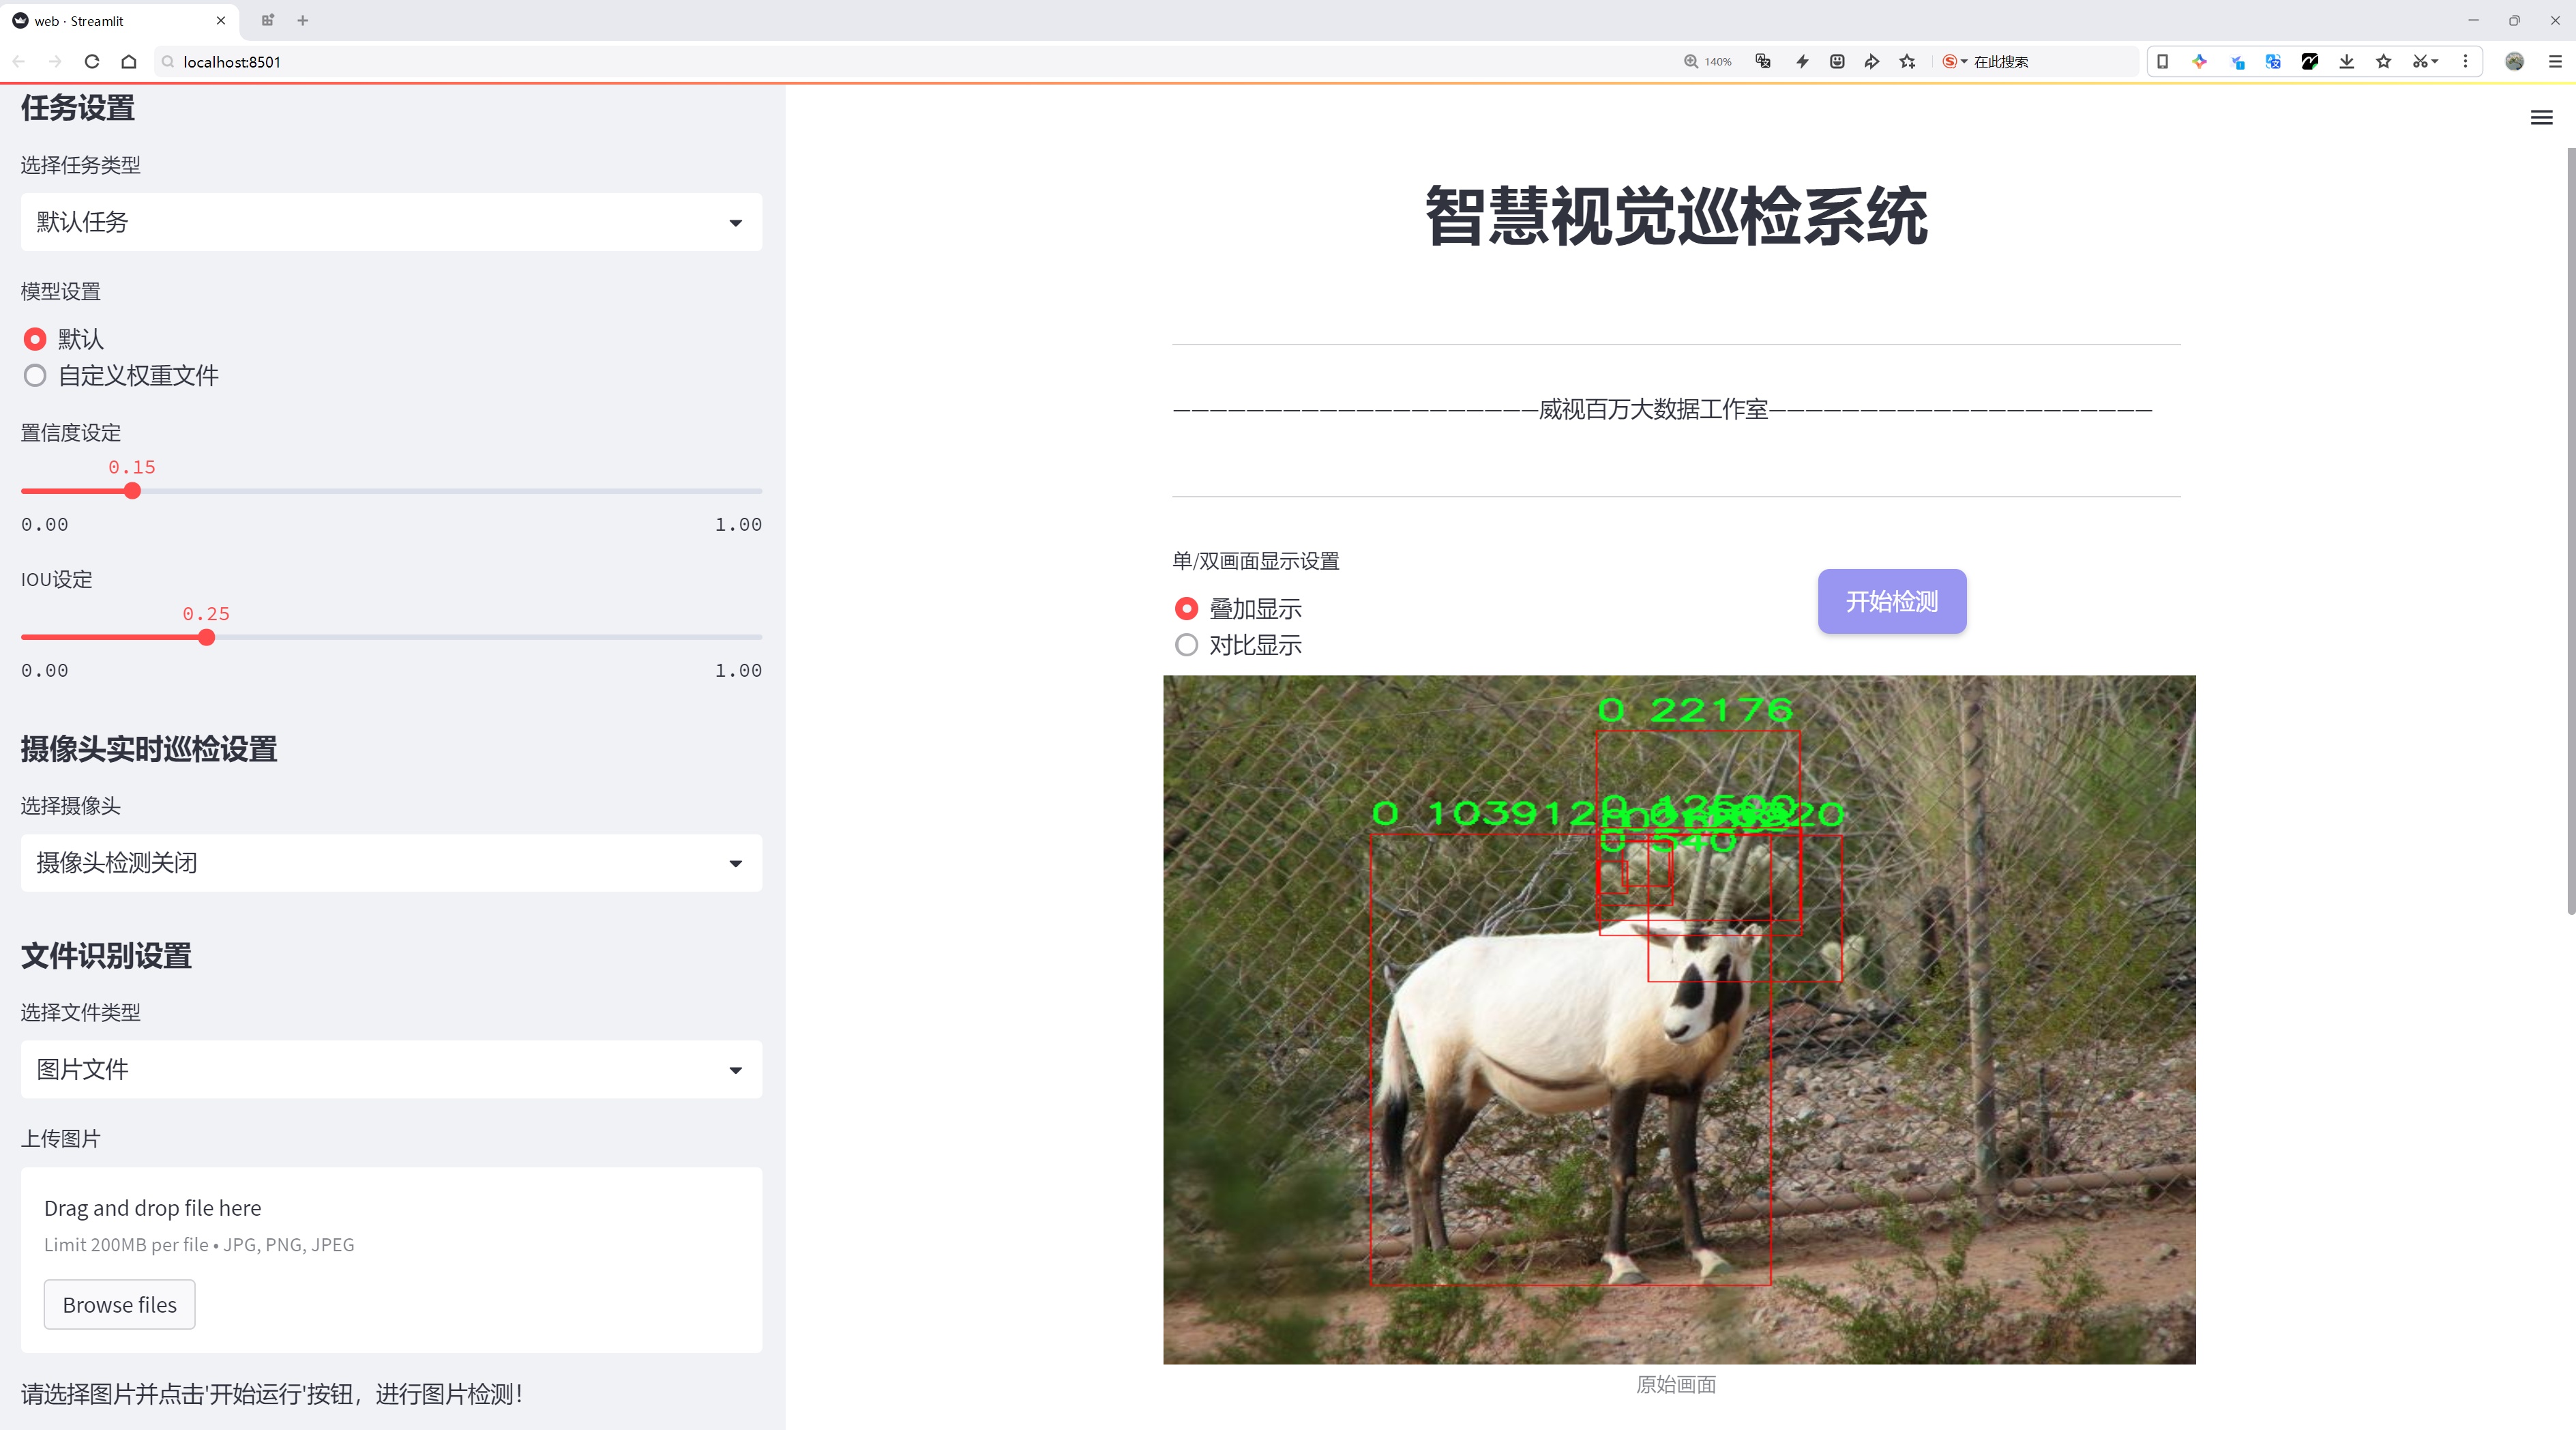 web · Streamlit
localhost:8501
140%
在此搜索
任务设置
选择任务类型
默认任务
模型设置
默认
自定义权重文件
置信度设定
0.15
0.00 1.00
IOU设定
0.25
0.00 1.00
摄像头实时巡检设置
选择摄像头
摄像头检测关闭
文件识别设置
选择文件类型
图片文件
上传图片
Drag and drop file here
Limit 200MB per file • JPG, PNG, JPEG
Browse files
请选择图片并点击'开始运行'按钮，进行图片检测！
智慧视觉巡检系统
————————————————————威视百万大数据工作室—————————————————————
单/双画面显示设置
叠加显示
对比显示
开始检测
0 22176
0 103912
0 540
原始画面